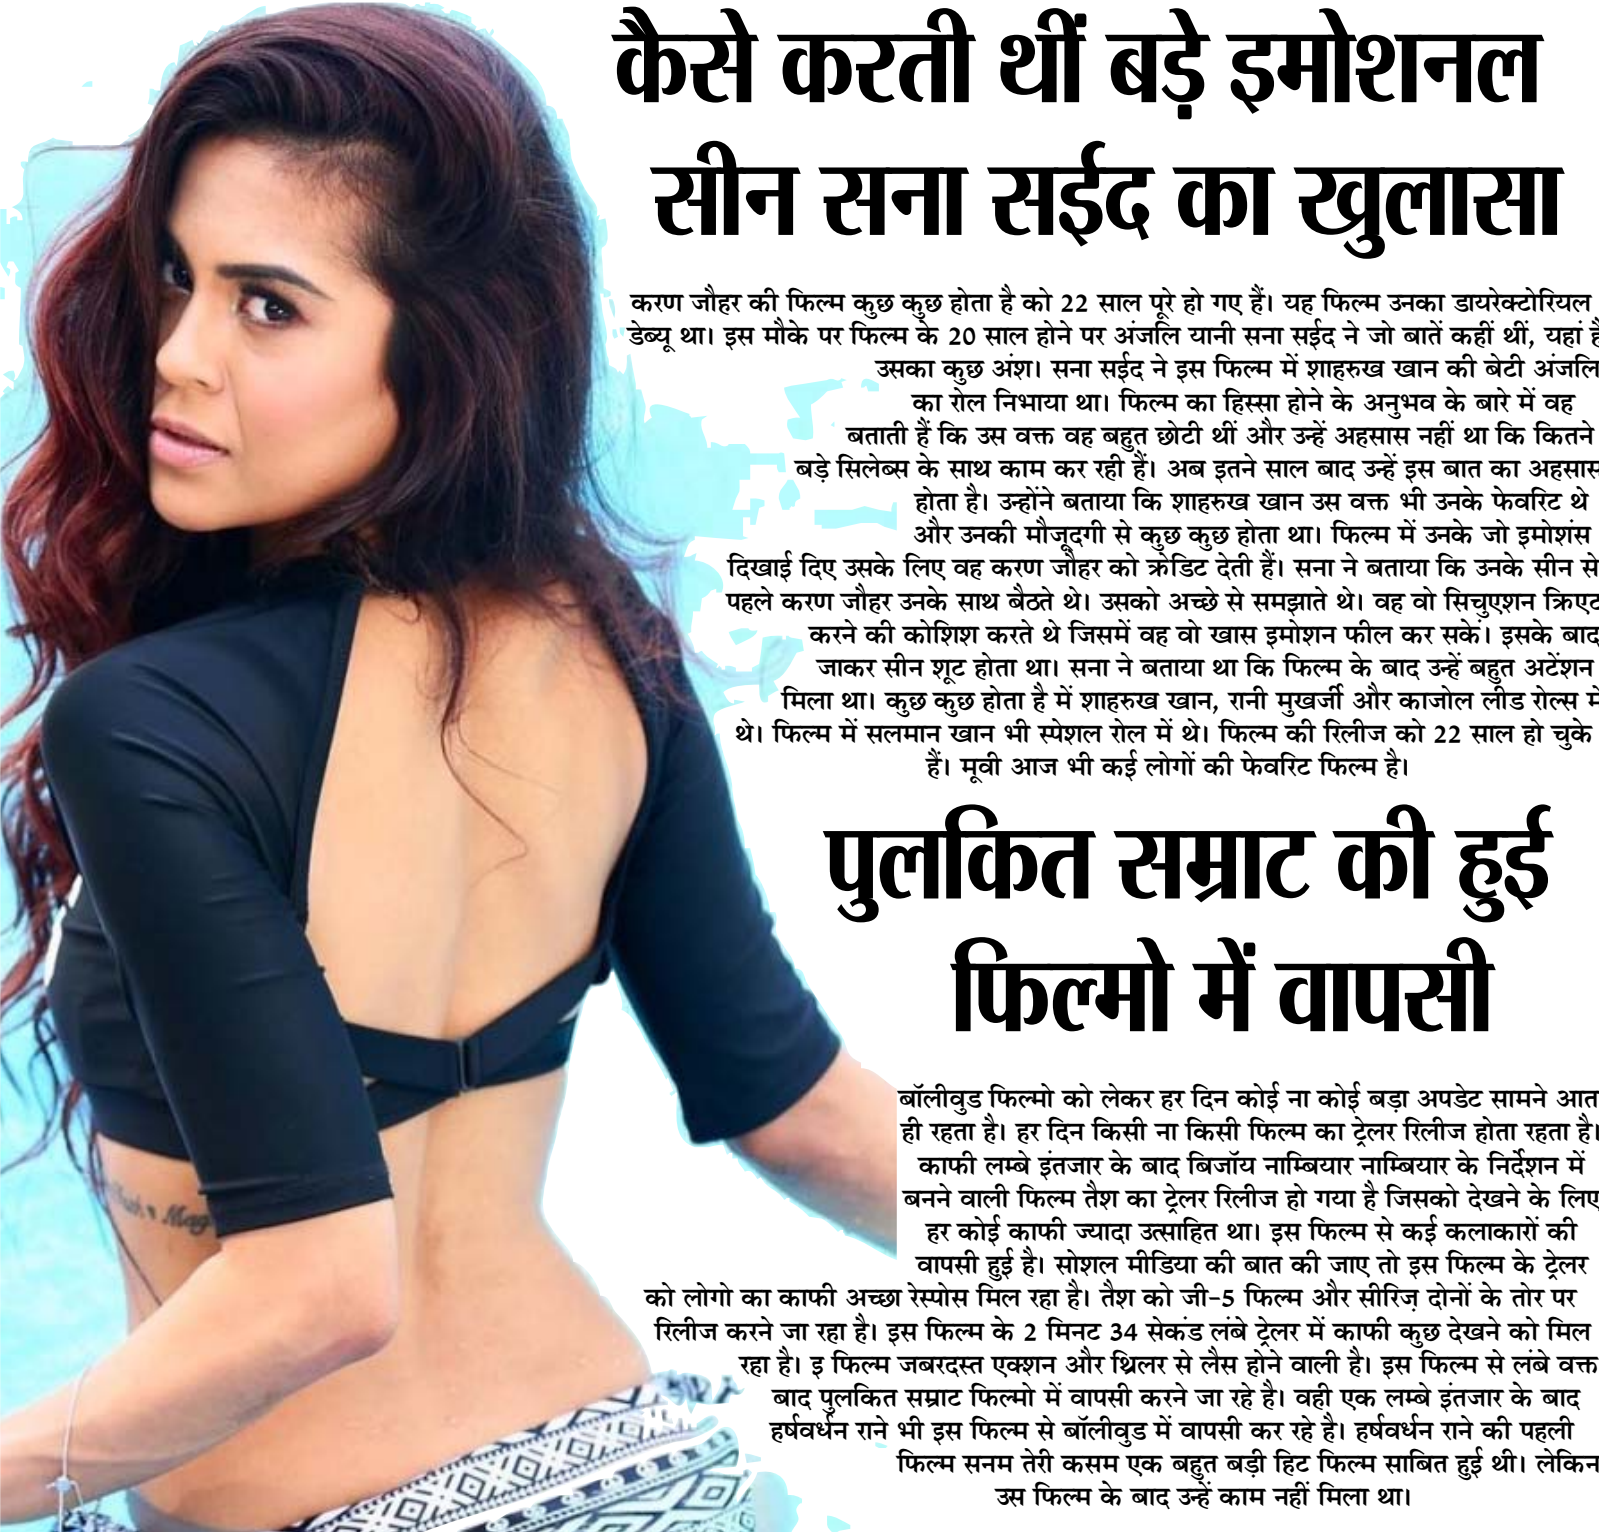 कैसे करती थीं बड़े इमोशनल
सीन सना सईद का खुलासा
करण जौहर की फिल्म कुछ कुछ होता है को 22 साल पूरे हो गए हैं। यह फिल्म उनका डायरेक्टोरियल
डेब्यू था। इस मौके पर फिल्म के 20 साल होने पर अंजलि यानी सना सईद ने जो बातें कहीं थीं, यहां है
उसका कुछ अंश। सना सईद ने इस फिल्म में शाहरुख खान की बेटी अंजलि
का रोल निभाया था। फिल्म का हिस्सा होने के अनुभव के बारे में वह
बताती हैं कि उस वक्त वह बहुत छोटी थीं और उन्हें अहसास नहीं था कि कितने
बड़े सिलेब्स के साथ काम कर रही हैं। अब इतने साल बाद उन्हें इस बात का अहसास
होता है। उन्होंने बताया कि शाहरुख खान उस वक्त भी उनके फेवरिट थे
और उनकी मौजूदगी से कुछ कुछ होता था। फिल्म में उनके जो इमोशंस
दिखाई दिए उसके लिए वह करण जौहर को क्रेडिट देती हैं। सना ने बताया कि उनके सीन से
पहले करण जौहर उनके साथ बैठते थे। उसको अच्छे से समझाते थे। वह वो सिचुएशन क्रिएट
करने की कोशिश करते थे जिसमें वह वो खास इमोशन फील कर सकें। इसके बाद
जाकर सीन शूट होता था। सना ने बताया था कि फिल्म के बाद उन्हें बहुत अटेंशन
मिला था। कुछ कुछ होता है में शाहरुख खान, रानी मुखर्जी और काजोल लीड रोल्स में
थे। फिल्म में सलमान खान भी स्पेशल रोल में थे। फिल्म की रिलीज को 22 साल हो चुके
हैं। मूवी आज भी कई लोगों की फेवरिट फिल्म है।
पुलकित सम्राट की हुई
फिल्मो में वापसी
बॉलीवुड फिल्मो को लेकर हर दिन कोई ना कोई बड़ा अपडेट सामने आत
ही रहता है। हर दिन किसी ना किसी फिल्म का ट्रेलर रिलीज होता रहता है।
काफी लम्बे इंतजार के बाद बिजॉय नाम्बियार नाम्बियार के निर्देशन में
बनने वाली फिल्म तैश का ट्रेलर रिलीज हो गया है जिसको देखने के लिए
हर कोई काफी ज्यादा उत्साहित था। इस फिल्म से कई कलाकारों की
वापसी हुई है। सोशल मीडिया की बात की जाए तो इस फिल्म के ट्रेलर
को लोगो का काफी अच्छा रेस्पोस मिल रहा है। तैश को जी-5 फिल्म और सीरिज़ दोनों के तोर पर
रिलीज करने जा रहा है। इस फिल्म के 2 मिनट 34 सेकंड लंबे ट्रेलर में काफी कुछ देखने को मिल
रहा है। इ फिल्म जबरदस्त एक्शन और थ्रिलर से लैस होने वाली है। इस फिल्म से लंबे वक्त
बाद पुलकित सम्राट फिल्मो में वापसी करने जा रहे है। वही एक लम्बे इंतजार के बाद
हर्षवर्धन राने भी इस फिल्म से बॉलीवुड में वापसी कर रहे है। हर्षवर्धन राने की पहली
फिल्म सनम तेरी कसम एक बहुत बड़ी हिट फिल्म साबित हुई थी। लेकिन
उस फिल्म के बाद उन्हें काम नहीं मिला था।